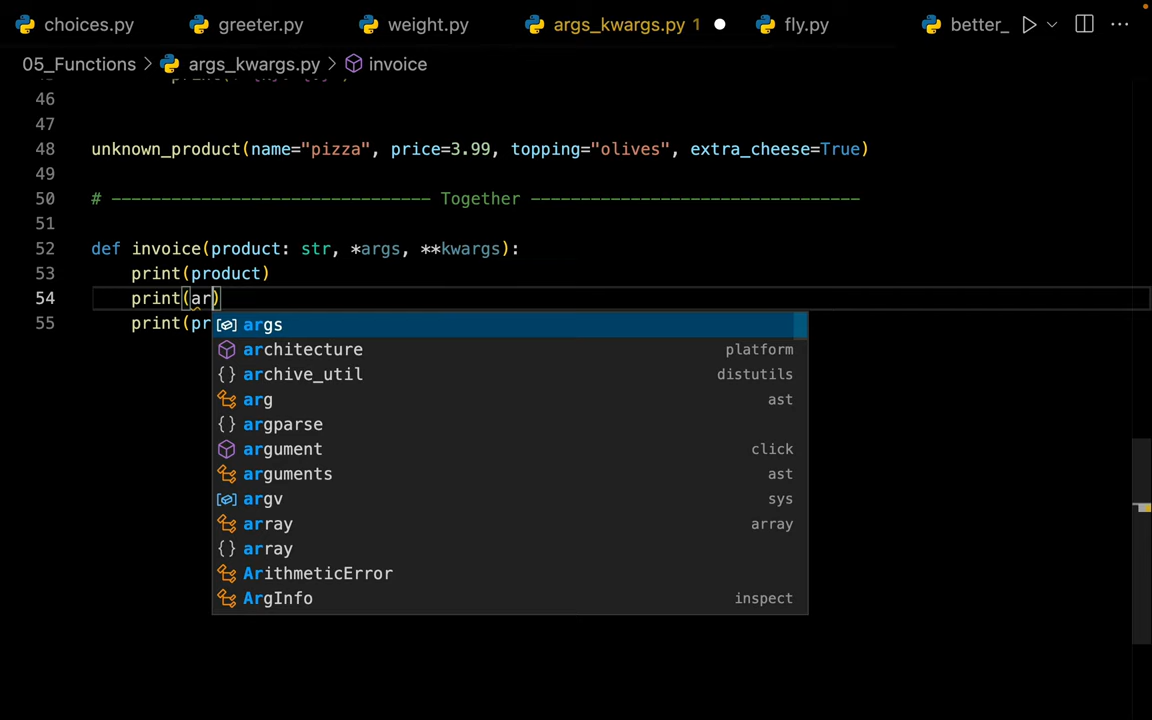 choices.py greeter.py weight.py args_kwargs.py 1 fly.py better_
05_Functions > args_kwargs.py > invoice
46
47
48 unknown_product(name="pizza", price=3.99, topping="olives", extra_cheese=True)
49
50 # -------------------------------- Together ---------------------------------
51
52 def invoice(product: str, *args, **kwargs):
53 print(product)
54 print(ar)
55 print(pr
args
architecture platform
archive_util distutils
arg ast
argparse
argument click
arguments ast
argv sys
array array
array
ArithmeticError
ArgInfo inspect